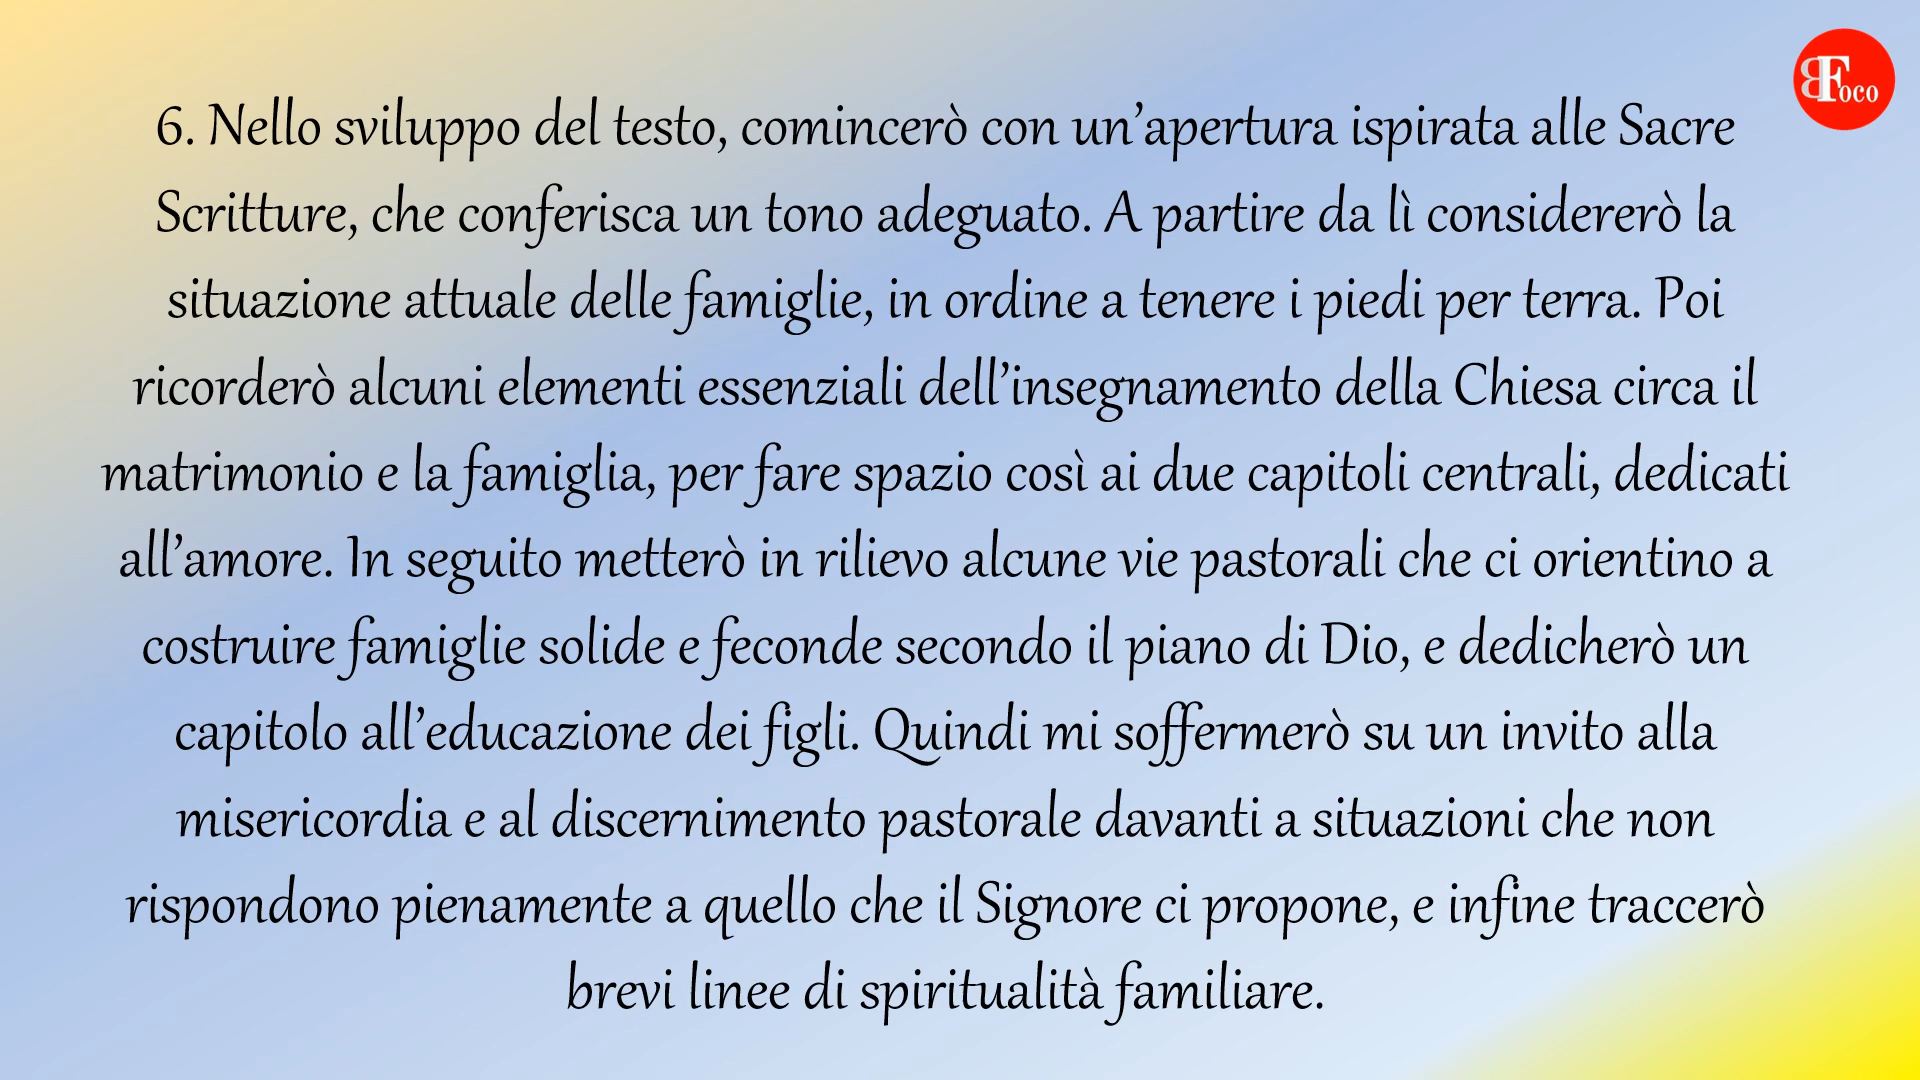 BFoco
6. Nello sviluppo del testo, comincerò con un’apertura ispirata alle Sacre
Scritture, che conferisca un tono adeguato. A partire da lì considererò la
situazione attuale delle famiglie, in ordine a tenere i piedi per terra. Poi
ricorderò alcuni elementi essenziali dell’insegnamento della Chiesa circa il
matrimonio e la famiglia, per fare spazio così ai due capitoli centrali, dedicati
all’amore. In seguito metterò in rilievo alcune vie pastorali che ci orientino a
costruire famiglie solide e feconde secondo il piano di Dio, e dedicherò un
capitolo all’educazione dei figli. Quindi mi soffermerò su un invito alla
misericordia e al discernimento pastorale davanti a situazioni che non
rispondono pienamente a quello che il Signore ci propone, e infine traccerò
brevi linee di spiritualità familiare.